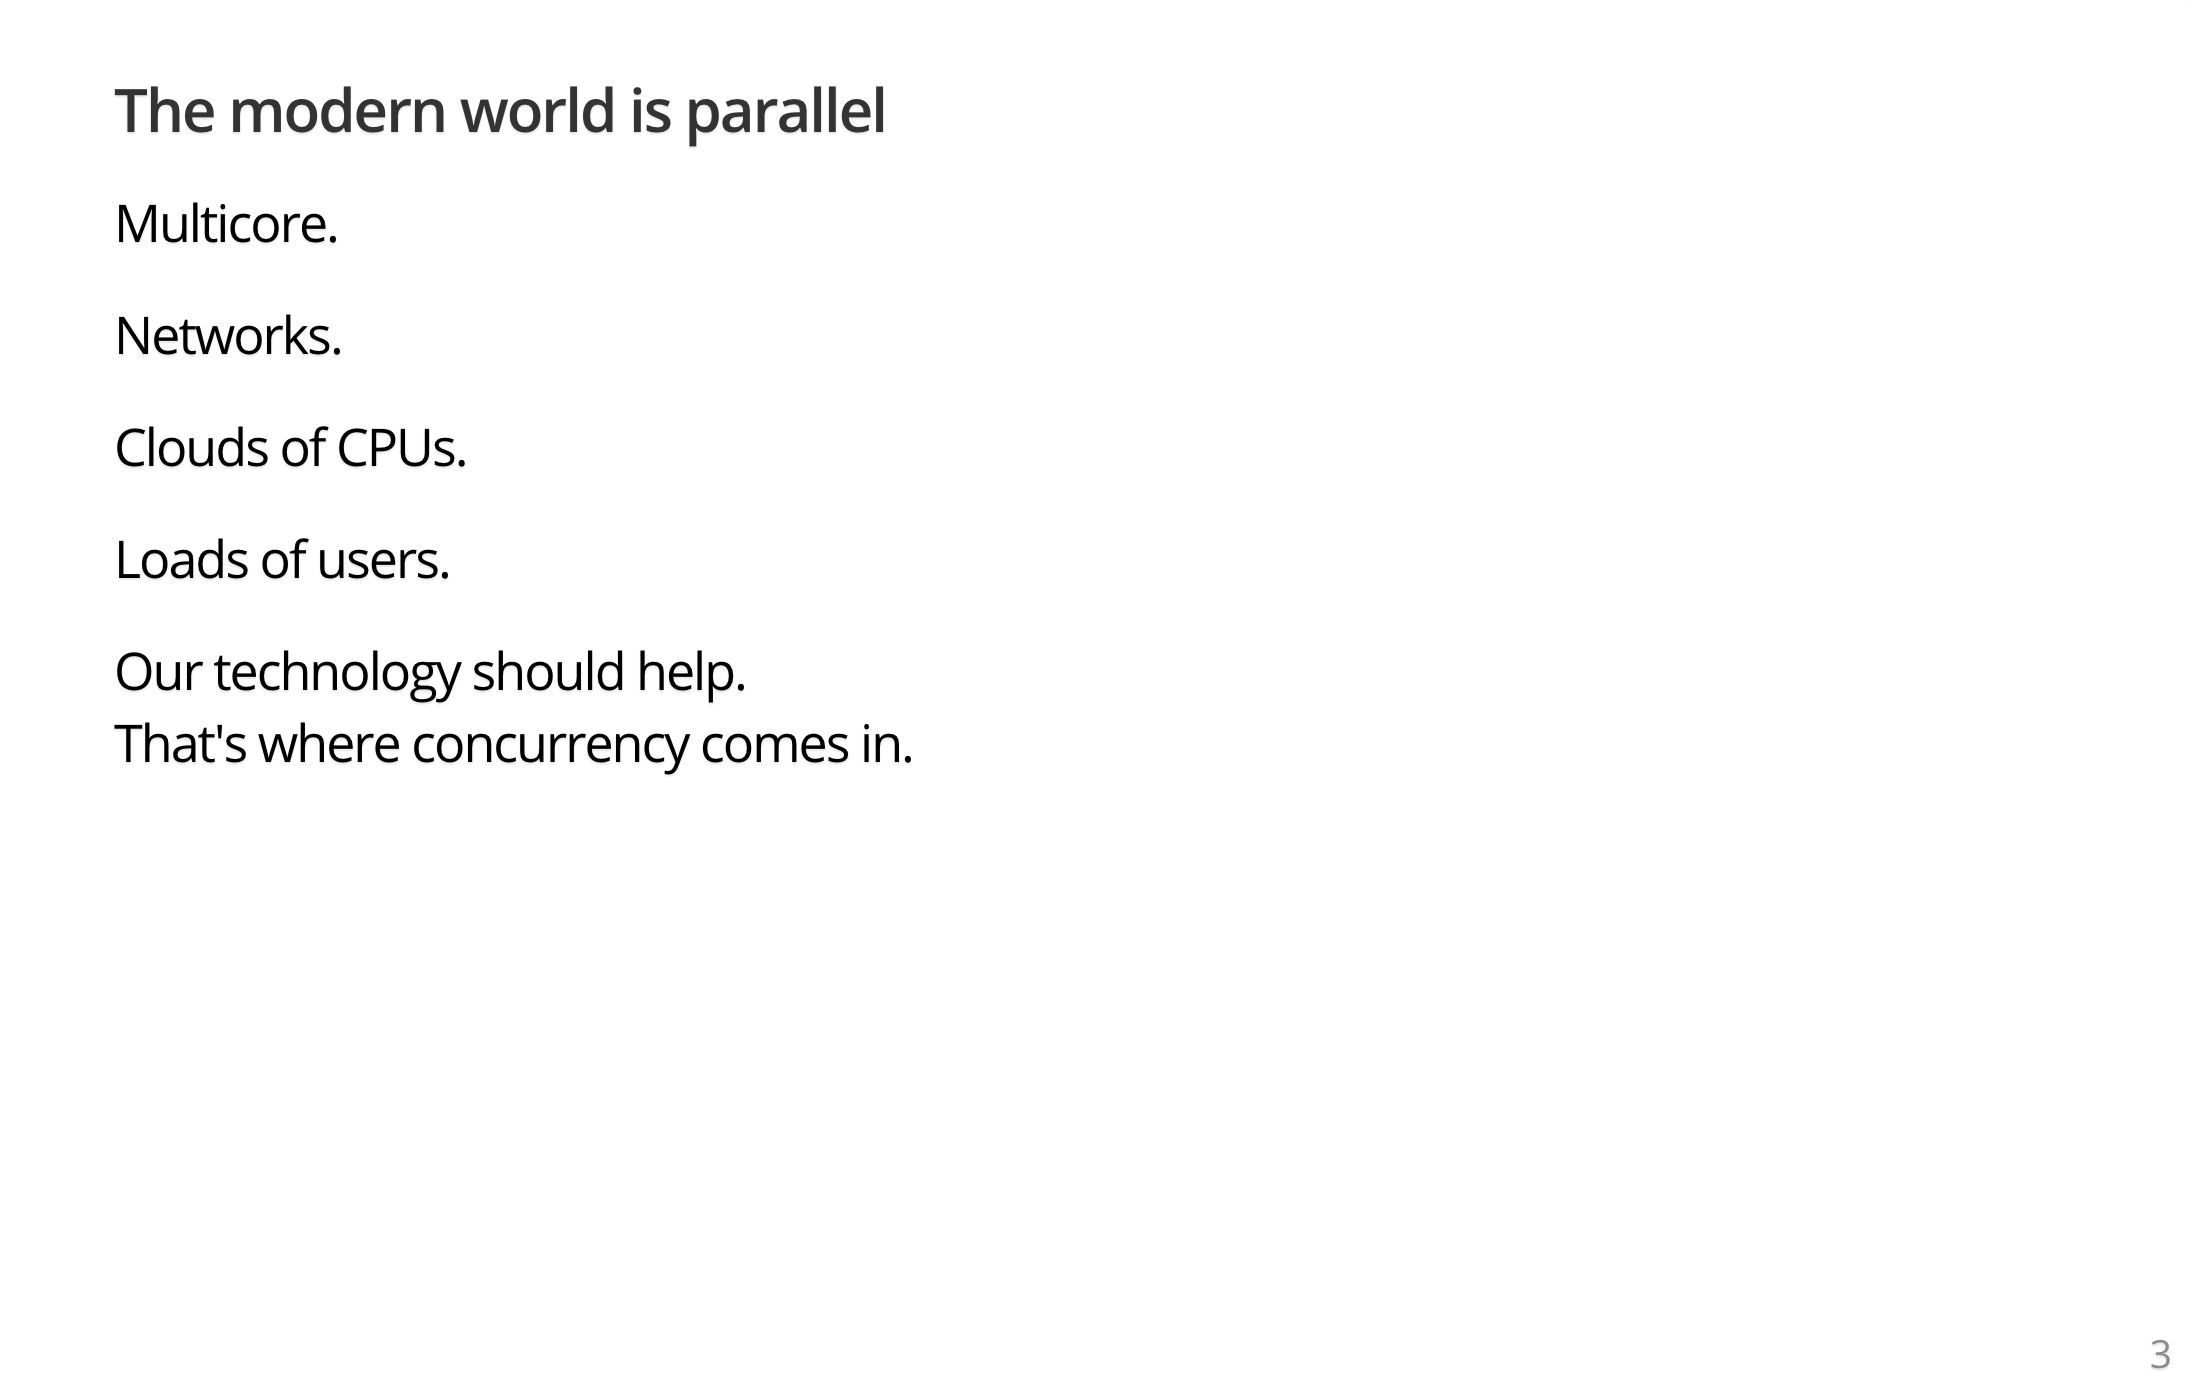 The modern world is parallel
Multicore.
Networks.
Clouds of CPUs.
Loads of users.
Our technology should help.
That's where concurrency comes in.
3